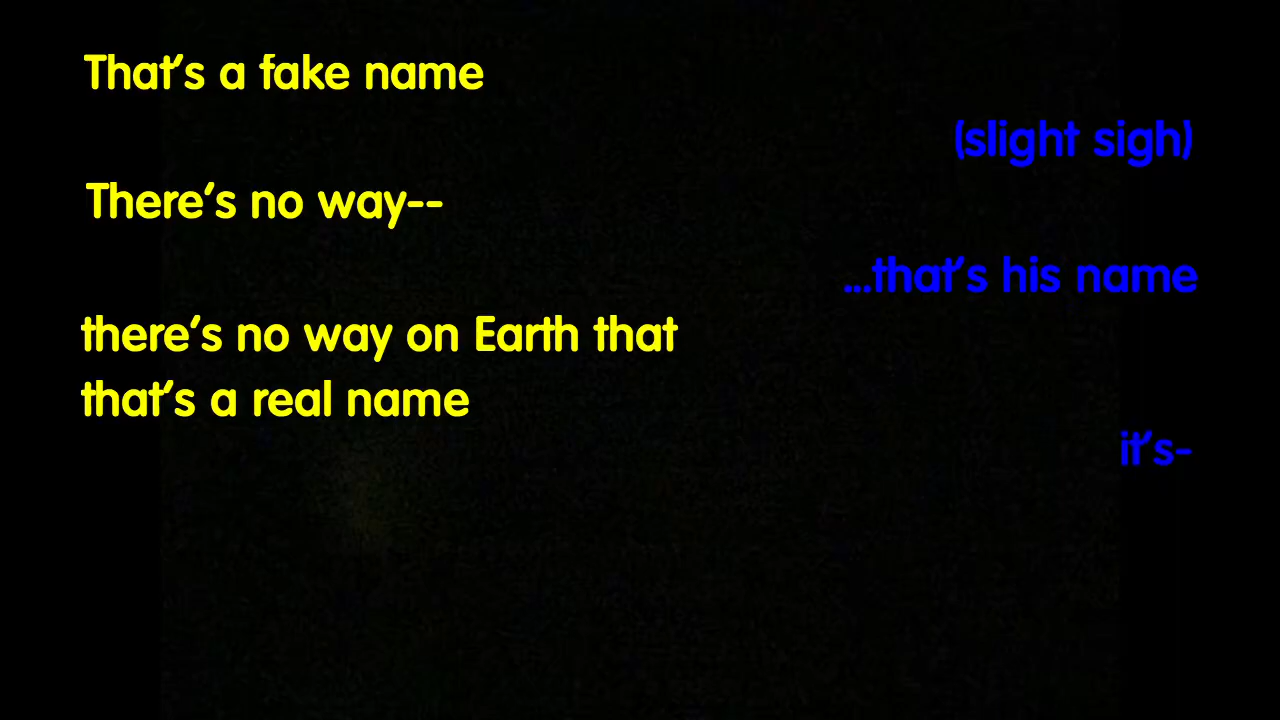 That's a fake name
(slight sigh)
There's no way--
...that's his name
there's no way on Earth that
that's a real name
it's-